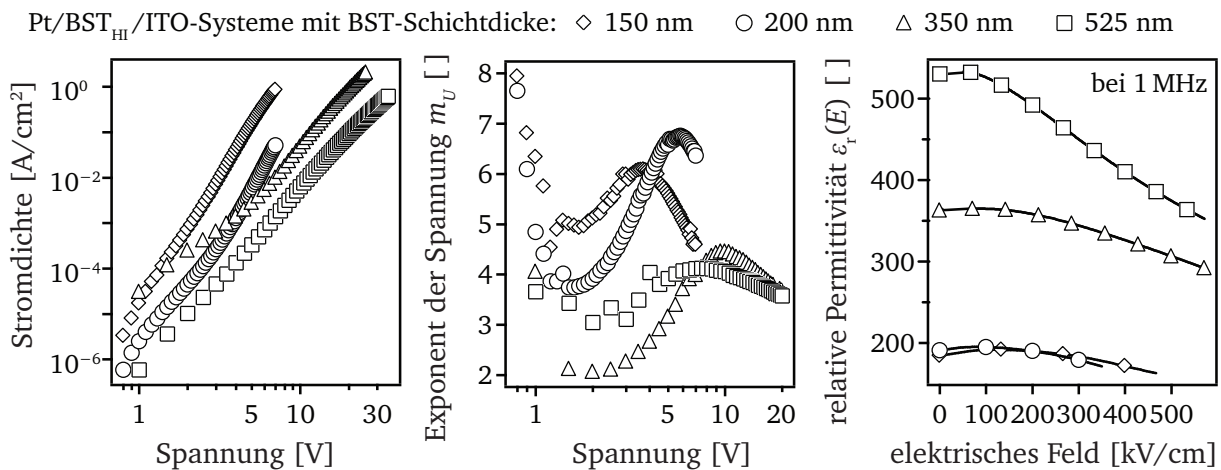 Pt/BST_HI/ITO-Systeme mit BST-Schichtdicke: ◇ 150 nm ○ 200 nm △ 350 nm □ 525 nm
Stromdichte [A/cm²]
10⁰
10⁻²
10⁻⁴
10⁻⁶
1 5 10 30
Spannung [V]
Exponent der Spannung m_U [ ]
8
7
6
5
4
3
2
1 5 10 20
Spannung [V]
relative Permittivität ε_r(E) [ ]
bei 1 MHz
500
350
300
200
0 100 200 300 400 500
elektrisches Feld [kV/cm]